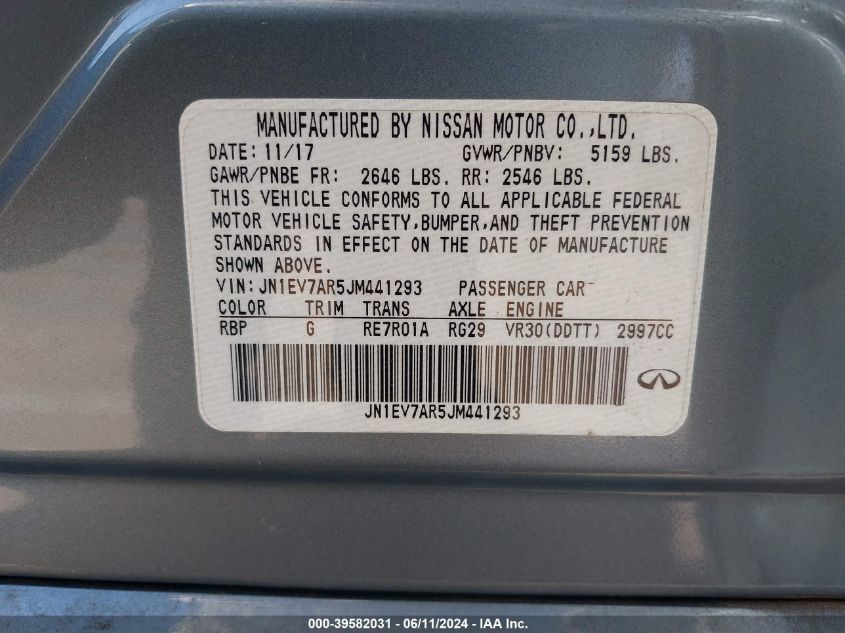 MANUFACTURED BY NISSAN MOTOR CO.,LTD.
DATE: 11/17 GVWR/PNBV: 5159 LBS.
GAWR/PNBE FR: 2646 LBS. RR: 2546 LBS.
THIS VEHICLE CONFORMS TO ALL APPLICABLE FEDERAL
MOTOR VEHICLE SAFETY,BUMPER,AND THEFT PREVENTION
STANDARDS IN EFFECT ON THE DATE OF MANUFACTURE
SHOWN ABOVE.
VIN:JN1EV7AR5JM441293 PASSENGER CAR
COLOR TRIM TRANS AXLE ENGINE
RBP G RE7R01A RG29 VR30(DDTT) 2997CC
JN1EV7AR5JM441293
000-39582031 - 06/11/2024 - IAA Inc.